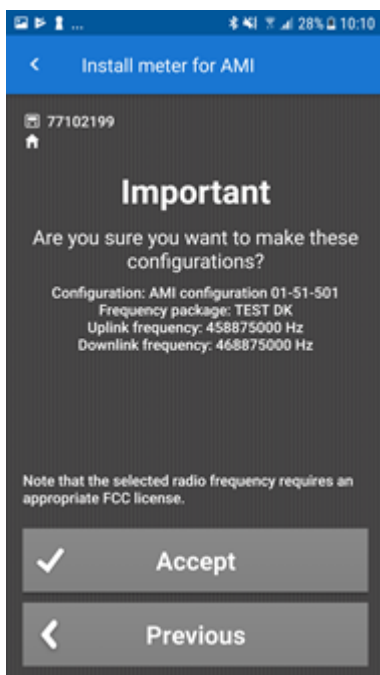 ... 28% 10:10
Install meter for AMI
77102199
Important
Are you sure you want to make these
configurations?
Configuration: AMI configuration 01-51-501
Frequency package: TEST DK
Uplink frequency: 458875000 Hz
Downlink frequency: 468875000 Hz
Note that the selected radio frequency requires an
appropriate FCC license.
Accept
Previous